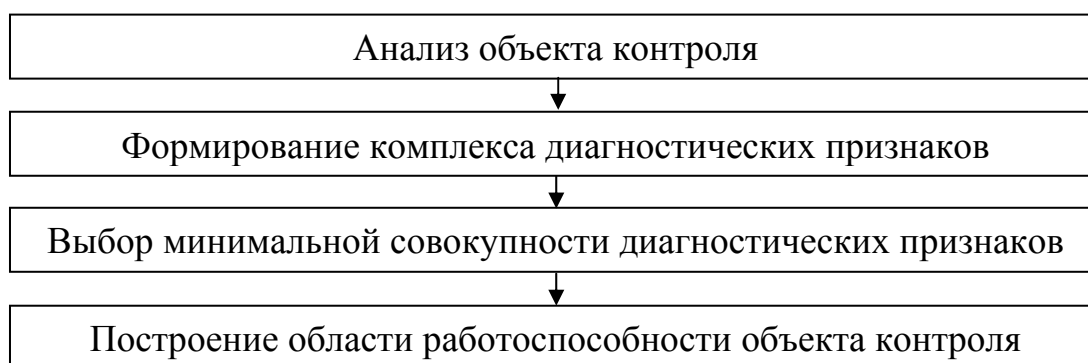 Анализ объекта контроля
Формирование комплекса диагностических признаков
Выбор минимальной совокупности диагностических признаков
Построение области работоспособности объекта контроля